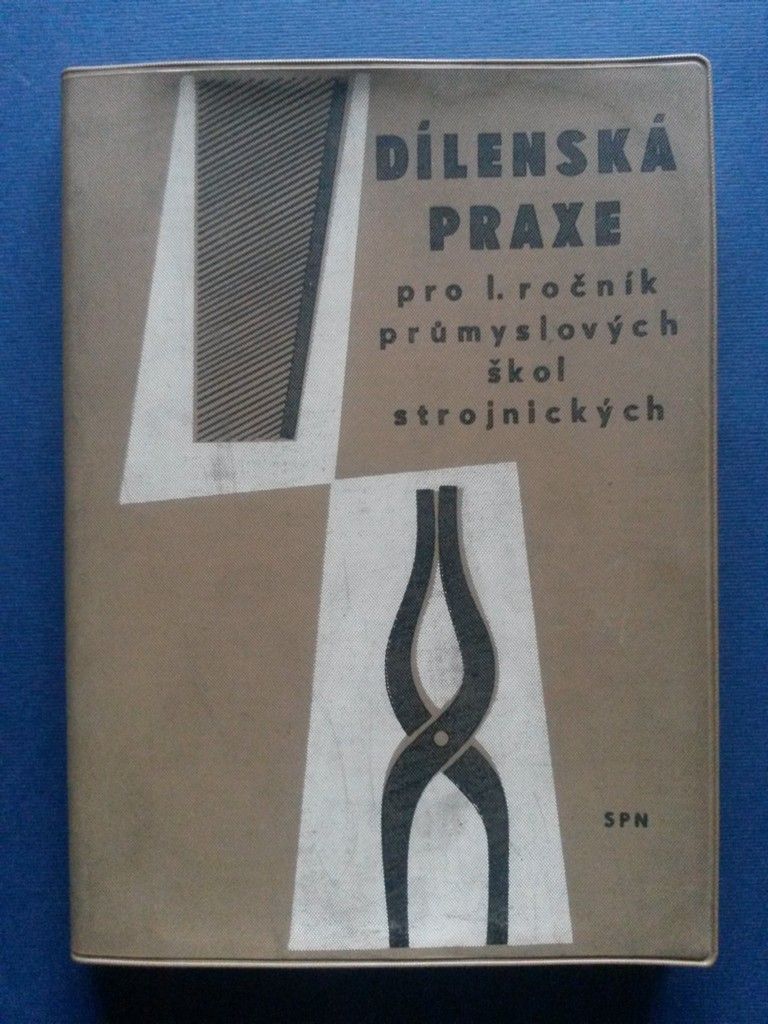 DÍLENSKÁ
PRAXE
pro I. ročník
průmyslových
škol
strojnických
SPN